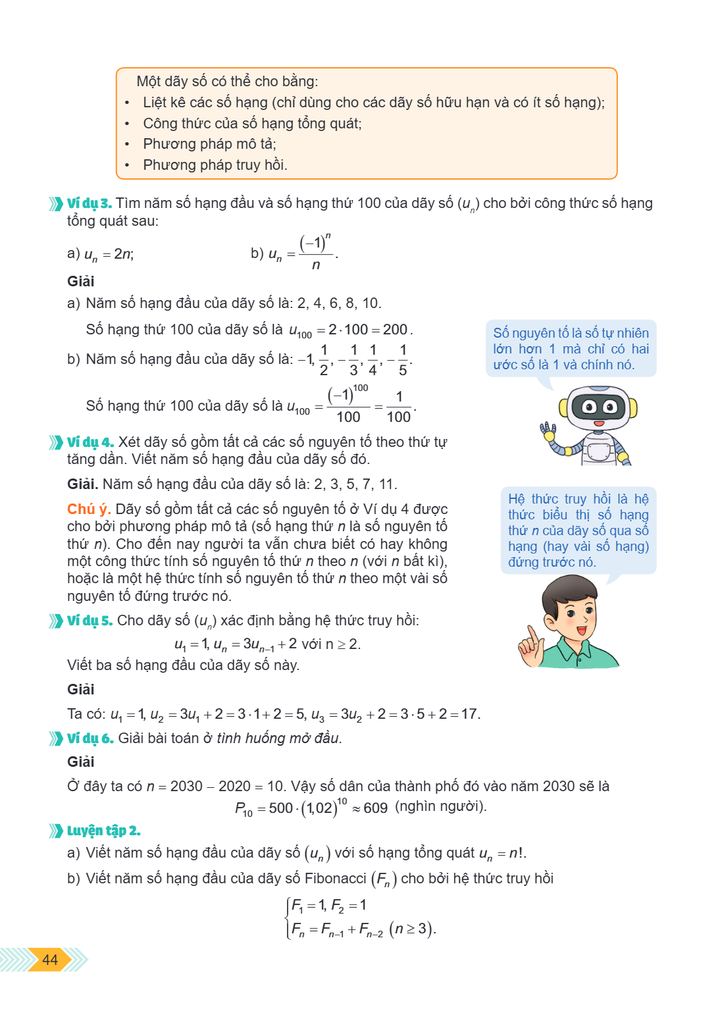 Một dãy số có thể cho bằng:
• Liệt kê các số hạng (chỉ dùng cho các dãy số hữu hạn và có ít số hạng);
• Công thức của số hạng tổng quát;
• Phương pháp mô tả;
• Phương pháp truy hồi.
Ví dụ 3. Tìm năm số hạng đầu và số hạng thứ 100 của dãy số (uₙ) cho bởi công thức số hạng
tổng quát sau:
a) uₙ = 2n; b) uₙ = (−1)ⁿ/n.
Giải
a) Năm số hạng đầu của dãy số là: 2, 4, 6, 8, 10.
Số hạng thứ 100 của dãy số là u₁₀₀ = 2·100 = 200.
b) Năm số hạng đầu của dãy số là: −1, 1/2, −1/3, 1/4, −1/5.
Số hạng thứ 100 của dãy số là u₁₀₀ = (−1)¹⁰⁰/100 = 1/100.
Số nguyên tố là số tự nhiên
lớn hơn 1 mà chỉ có hai
ước số là 1 và chính nó.
Ví dụ 4. Xét dãy số gồm tất cả các số nguyên tố theo thứ tự
tăng dần. Viết năm số hạng đầu của dãy số đó.
Giải. Năm số hạng đầu của dãy số là: 2, 3, 5, 7, 11.
Chú ý. Dãy số gồm tất cả các số nguyên tố ở Ví dụ 4 được
cho bởi phương pháp mô tả (số hạng thứ n là số nguyên tố
thứ n). Cho đến nay người ta vẫn chưa biết có hay không
một công thức tính số nguyên tố thứ n theo n (với n bất kì),
hoặc là một hệ thức tính số nguyên tố thứ n theo một vài số
nguyên tố đứng trước nó.
Hệ thức truy hồi là hệ
thức biểu thị số hạng
thứ n của dãy số qua số
hạng (hay vài số hạng)
đứng trước nó.
Ví dụ 5. Cho dãy số (uₙ) xác định bằng hệ thức truy hồi:
u₁ = 1, uₙ = 3uₙ₋₁ + 2 với n ≥ 2.
Viết ba số hạng đầu của dãy số này.
Giải
Ta có: u₁ = 1, u₂ = 3u₁ + 2 = 3·1 + 2 = 5, u₃ = 3u₂ + 2 = 3·5 + 2 = 17.
Ví dụ 6. Giải bài toán ở tình huống mở đầu.
Giải
Ở đây ta có n = 2030 − 2020 = 10. Vậy số dân của thành phố đó vào năm 2030 sẽ là
P₁₀ = 500·(1,02)¹⁰ ≈ 609 (nghìn người).
Luyện tập 2.
a) Viết năm số hạng đầu của dãy số (uₙ) với số hạng tổng quát uₙ = n!.
b) Viết năm số hạng đầu của dãy số Fibonacci (Fₙ) cho bởi hệ thức truy hồi
{F₁ = 1, F₂ = 1
Fₙ = Fₙ₋₁ + Fₙ₋₂ (n ≥ 3).
44